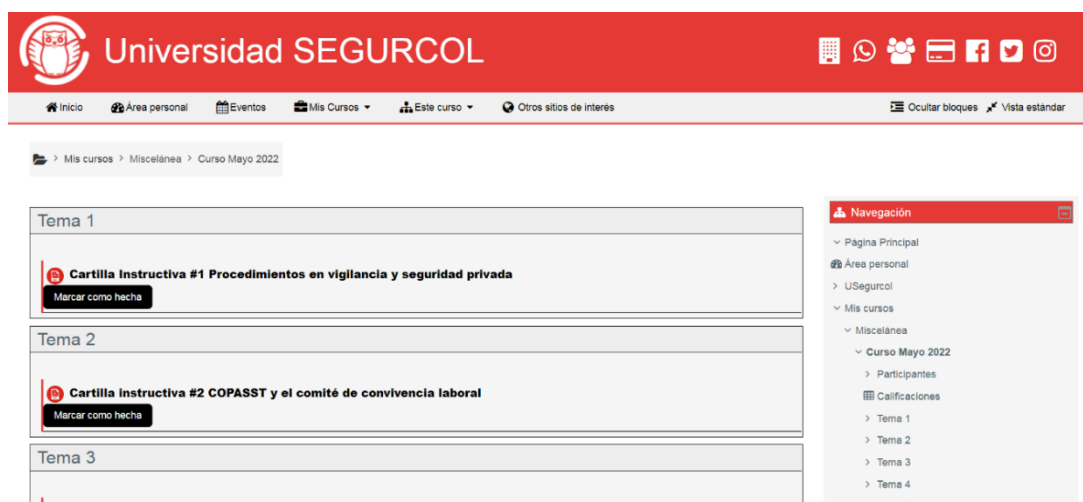 Universidad SEGURCOL
Inicio Área personal Eventos Mis Cursos Este curso Otros sitios de interés Ocultar bloques Vista estándar
> Mis cursos > Miscelánea > Curso Mayo 2022
Tema 1
Cartilla Instructiva #1 Procedimientos en vigilancia y seguridad privada
Marcar como hecha
Tema 2
Cartilla instructiva #2 COPASST y el comité de convivencia laboral
Marcar como hecha
Tema 3
Navegación
Página Principal
Área personal
USegurcol
Mis cursos
Miscelánea
Curso Mayo 2022
Participantes
Calificaciones
Tema 1
Tema 2
Tema 3
Tema 4